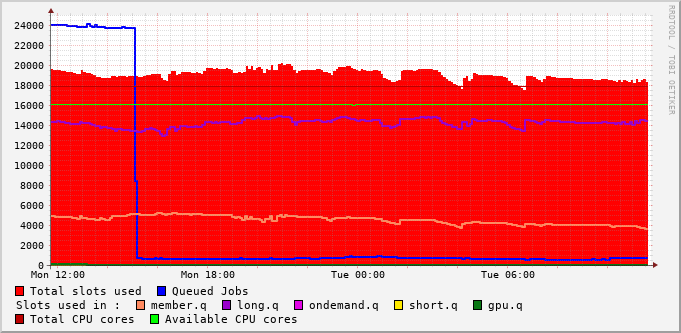 24000
22000
20000
18000
16000
14000
12000
10000
8000
6000
4000
2000
0
Mon 12:00 Mon 18:00 Tue 00:00 Tue 06:00
Total slots used Queued Jobs
Slots used in : member.q long.q ondemand.q short.q gpu.q
Total CPU cores Available CPU cores
RRDTOOL / TOBI OETIKER